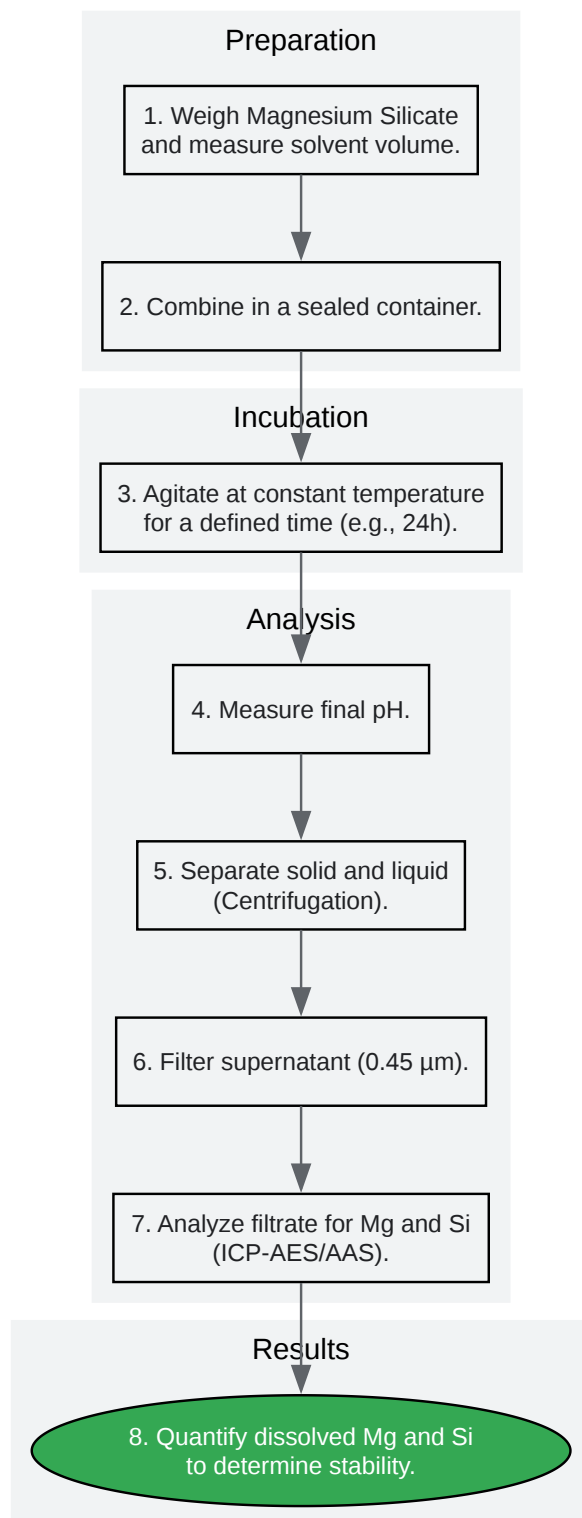 Preparation
1. Weigh Magnesium Silicate
and measure solvent volume.
2. Combine in a sealed container.
Incubation
3. Agitate at constant temperature
for a defined time (e.g., 24h).
Analysis
4. Measure final pH.
5. Separate solid and liquid
(Centrifugation).
6. Filter supernatant (0.45 µm).
7. Analyze filtrate for Mg and Si
(ICP-AES/AAS).
Results
8. Quantify dissolved Mg and Si
to determine stability.